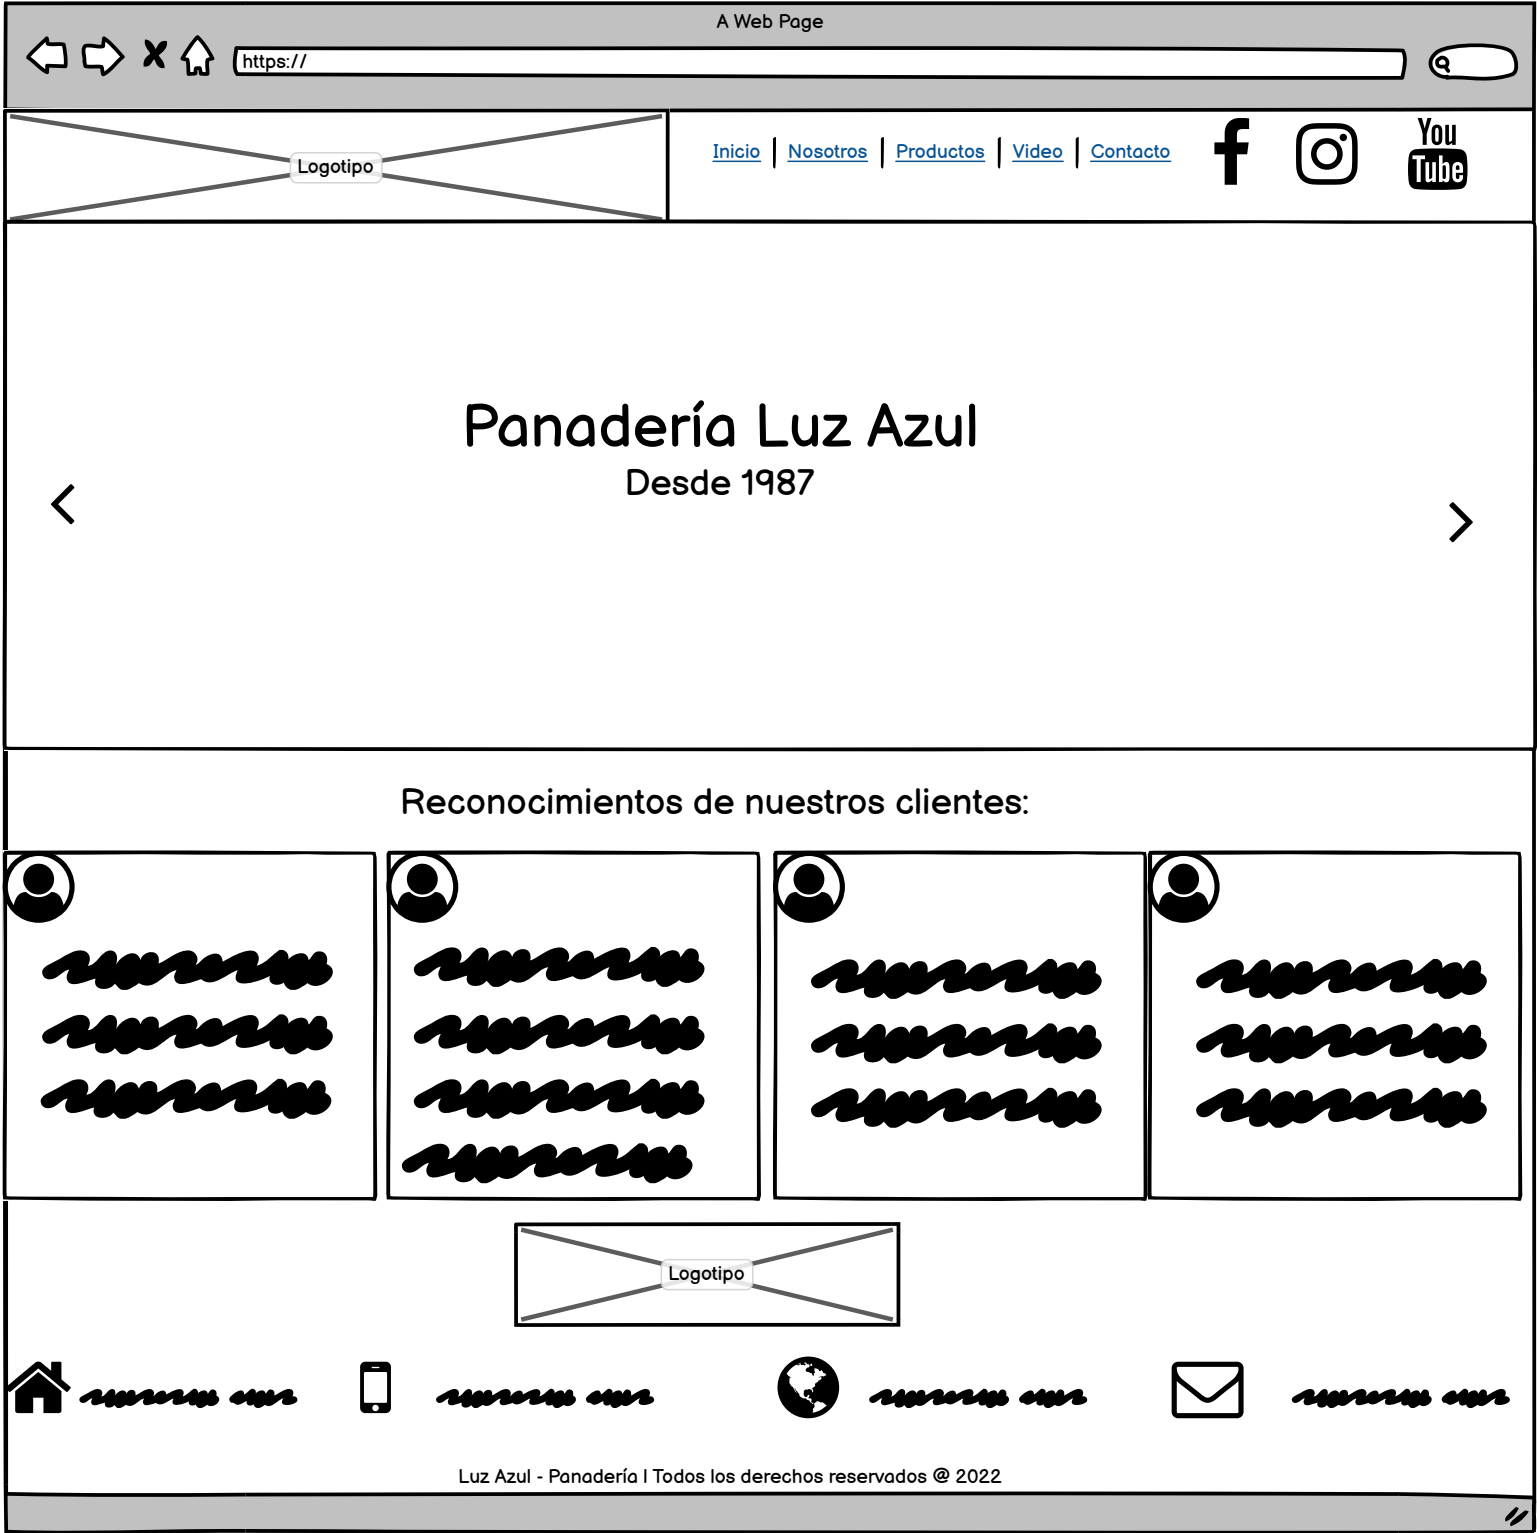 A Web Page
https://
Logotipo
Inicio | Nosotros | Productos | Video | Contacto
You
Tube
Panadería Luz Azul
Desde 1987
Reconocimientos de nuestros clientes:
Logotipo
Luz Azul - Panadería | Todos los derechos reservados @ 2022